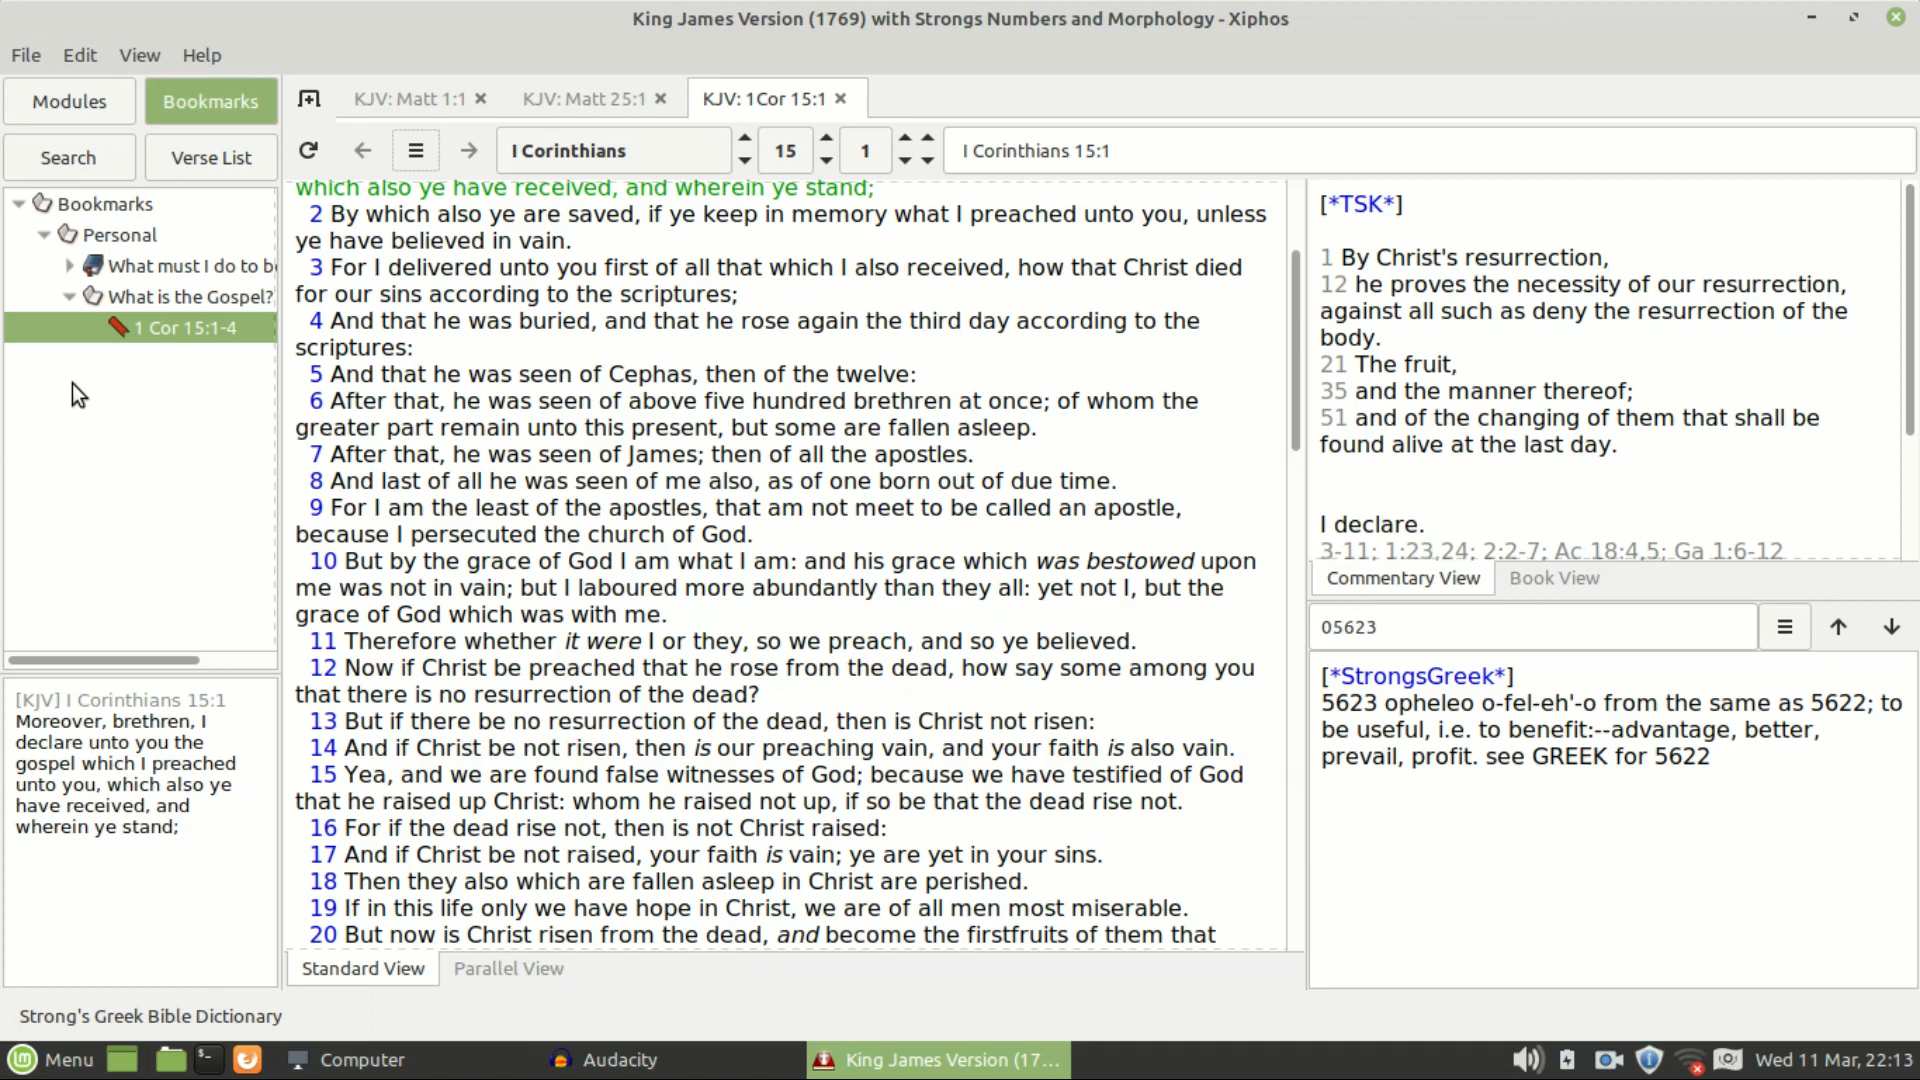 King James Version (1769) with Strongs Numbers and Morphology - Xiphos
File Edit View Help
Modules Bookmarks
Search Verse List
Bookmarks
Personal
What must I do to b
What is the Gospel?
1 Cor 15:1-4
[KJV] I Corinthians 15:1
Moreover, brethren, I
declare unto you the
gospel which I preached
unto you, which also ye
have received, and
wherein ye stand;
KJV: Matt 1:1 KJV: Matt 25:1 KJV: 1Cor 15:1
I Corinthians 15 1 I Corinthians 15:1
which also ye have received, and wherein ye stand;
2 By which also ye are saved, if ye keep in memory what I preached unto you, unless
ye have believed in vain.
3 For I delivered unto you first of all that which I also received, how that Christ died
for our sins according to the scriptures;
4 And that he was buried, and that he rose again the third day according to the
scriptures:
5 And that he was seen of Cephas, then of the twelve:
6 After that, he was seen of above five hundred brethren at once; of whom the
greater part remain unto this present, but some are fallen asleep.
7 After that, he was seen of James; then of all the apostles.
8 And last of all he was seen of me also, as of one born out of due time.
9 For I am the least of the apostles, that am not meet to be called an apostle,
because I persecuted the church of God.
10 But by the grace of God I am what I am: and his grace which was bestowed upon
me was not in vain; but I laboured more abundantly than they all: yet not I, but the
grace of God which was with me.
11 Therefore whether it were I or they, so we preach, and so ye believed.
12 Now if Christ be preached that he rose from the dead, how say some among you
that there is no resurrection of the dead?
13 But if there be no resurrection of the dead, then is Christ not risen:
14 And if Christ be not risen, then is our preaching vain, and your faith is also vain.
15 Yea, and we are found false witnesses of God; because we have testified of God
that he raised up Christ: whom he raised not up, if so be that the dead rise not.
16 For if the dead rise not, then is not Christ raised:
17 And if Christ be not raised, your faith is vain; ye are yet in your sins.
18 Then they also which are fallen asleep in Christ are perished.
19 If in this life only we have hope in Christ, we are of all men most miserable.
20 But now is Christ risen from the dead, and become the firstfruits of them that
Standard View Parallel View
[*TSK*]
1 By Christ's resurrection,
12 he proves the necessity of our resurrection,
against all such as deny the resurrection of the
body.
21 The fruit,
35 and the manner thereof;
51 and of the changing of them that shall be
found alive at the last day.
I declare.
3-11; 1:23,24; 2:2-7; Ac 18:4,5; Ga 1:6-12
Commentary View Book View
05623
[*StrongsGreek*]
5623 opheleo o-fel-eh'-o from the same as 5622; to
be useful, i.e. to benefit:--advantage, better,
prevail, profit. see GREEK for 5622
Strong's Greek Bible Dictionary
Menu Computer Audacity King James Version (17... Wed 11 Mar, 22:13